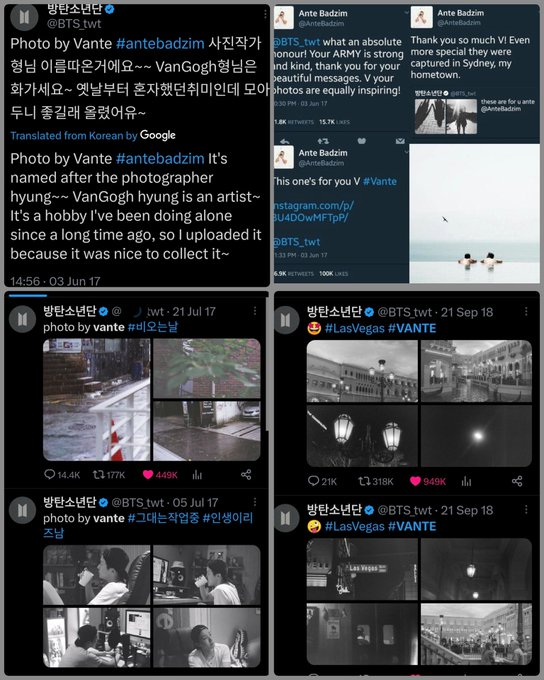 방탄소년단
@BTS_twt
Photo by Vante #antebadzim 사진작가
형님 이름따온거에요~~ VanGogh형님은
화가세요~ 옛날부터 혼자했던취미인데 모아
두니 좋길래 올렸어유~
Translated from Korean by Google
Photo by Vante #antebadzim It's
named after the photographer
hyung~~ VanGogh hyung is an artist~
It's a hobby I've been doing alone
since a long time ago, so I uploaded it
because it was nice to collect it~
14:56 · 03 Jun 17
Ante Badzim
@AnteBadzim
@BTS_twt what an absolute
honour! Your ARMY is strong
and kind, thank you for your
beautiful messages. V your
photos are equally inspiring!
0:30 PM · 03 Jun 17
1.8K RETWEETS 15.7K LIKES
Ante Badzim
@AnteBadzim
Thank you so much V! Even
more special they were
captured in Sydney, my
hometown.
방탄소년단 @BTS_twt
these are for u ante
@AnteBadzim
Ante Badzim
@AnteBadzim
This one's for you V #Vante
instagram.com/p/
BU4DOwMFTpP/
@BTS_twt
1:33 PM · 03 Jun 17
6.9K RETWEETS 100K LIKES
방탄소년단 @ twt · 21 Jul 17
photo by vante #비오는날
14.4K 177K 449K
방탄소년단 @BTS_twt · 05 Jul 17
photo by vante #그대는작업중 #인생이리
즈남
방탄소년단 @BTS_twt · 21 Sep 18
#LasVegas #VANTE
21K 318K 949K
방탄소년단 @BTS_twt · 21 Sep 18
#LasVegas #VANTE
Las Vegas